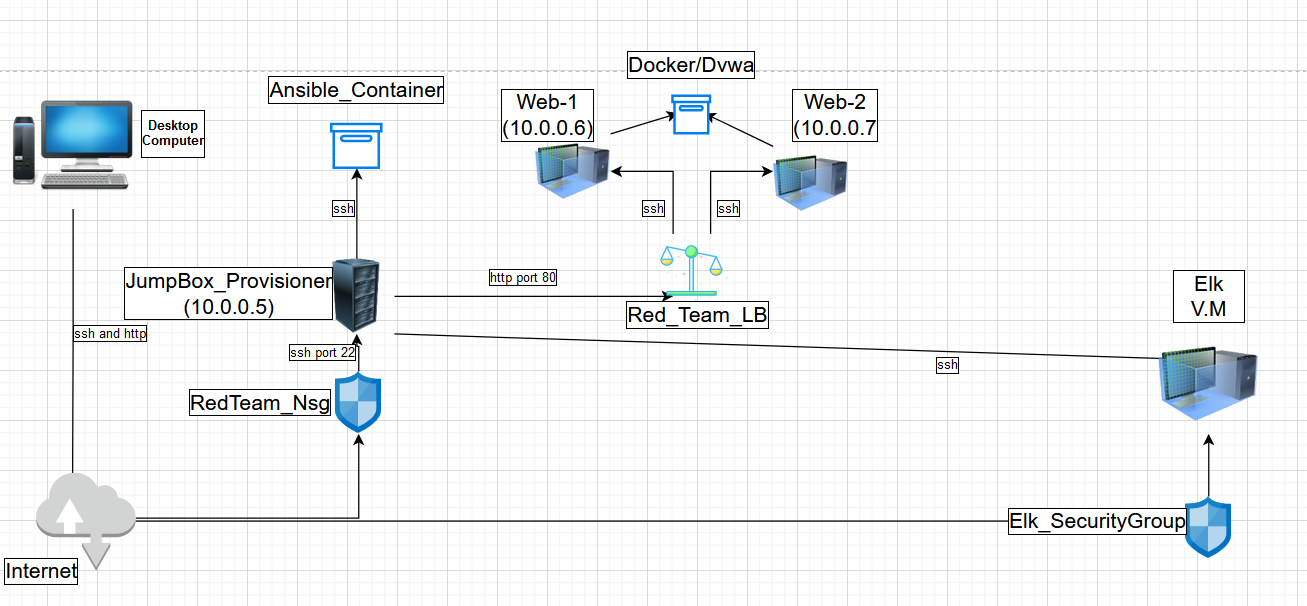 Docker/Dvwa
Ansible_Container
Web-1
(10.0.0.6)
Web-2
(10.0.0.7
Desktop
Computer
ssh
ssh
ssh
JumpBox_Provisioner
(10.0.0.5)
http port 80
Red_Team_LB
Elk
V.M
ssh and http
ssh port 22
ssh
RedTeam_Nsg
Elk_SecurityGroup
Internet